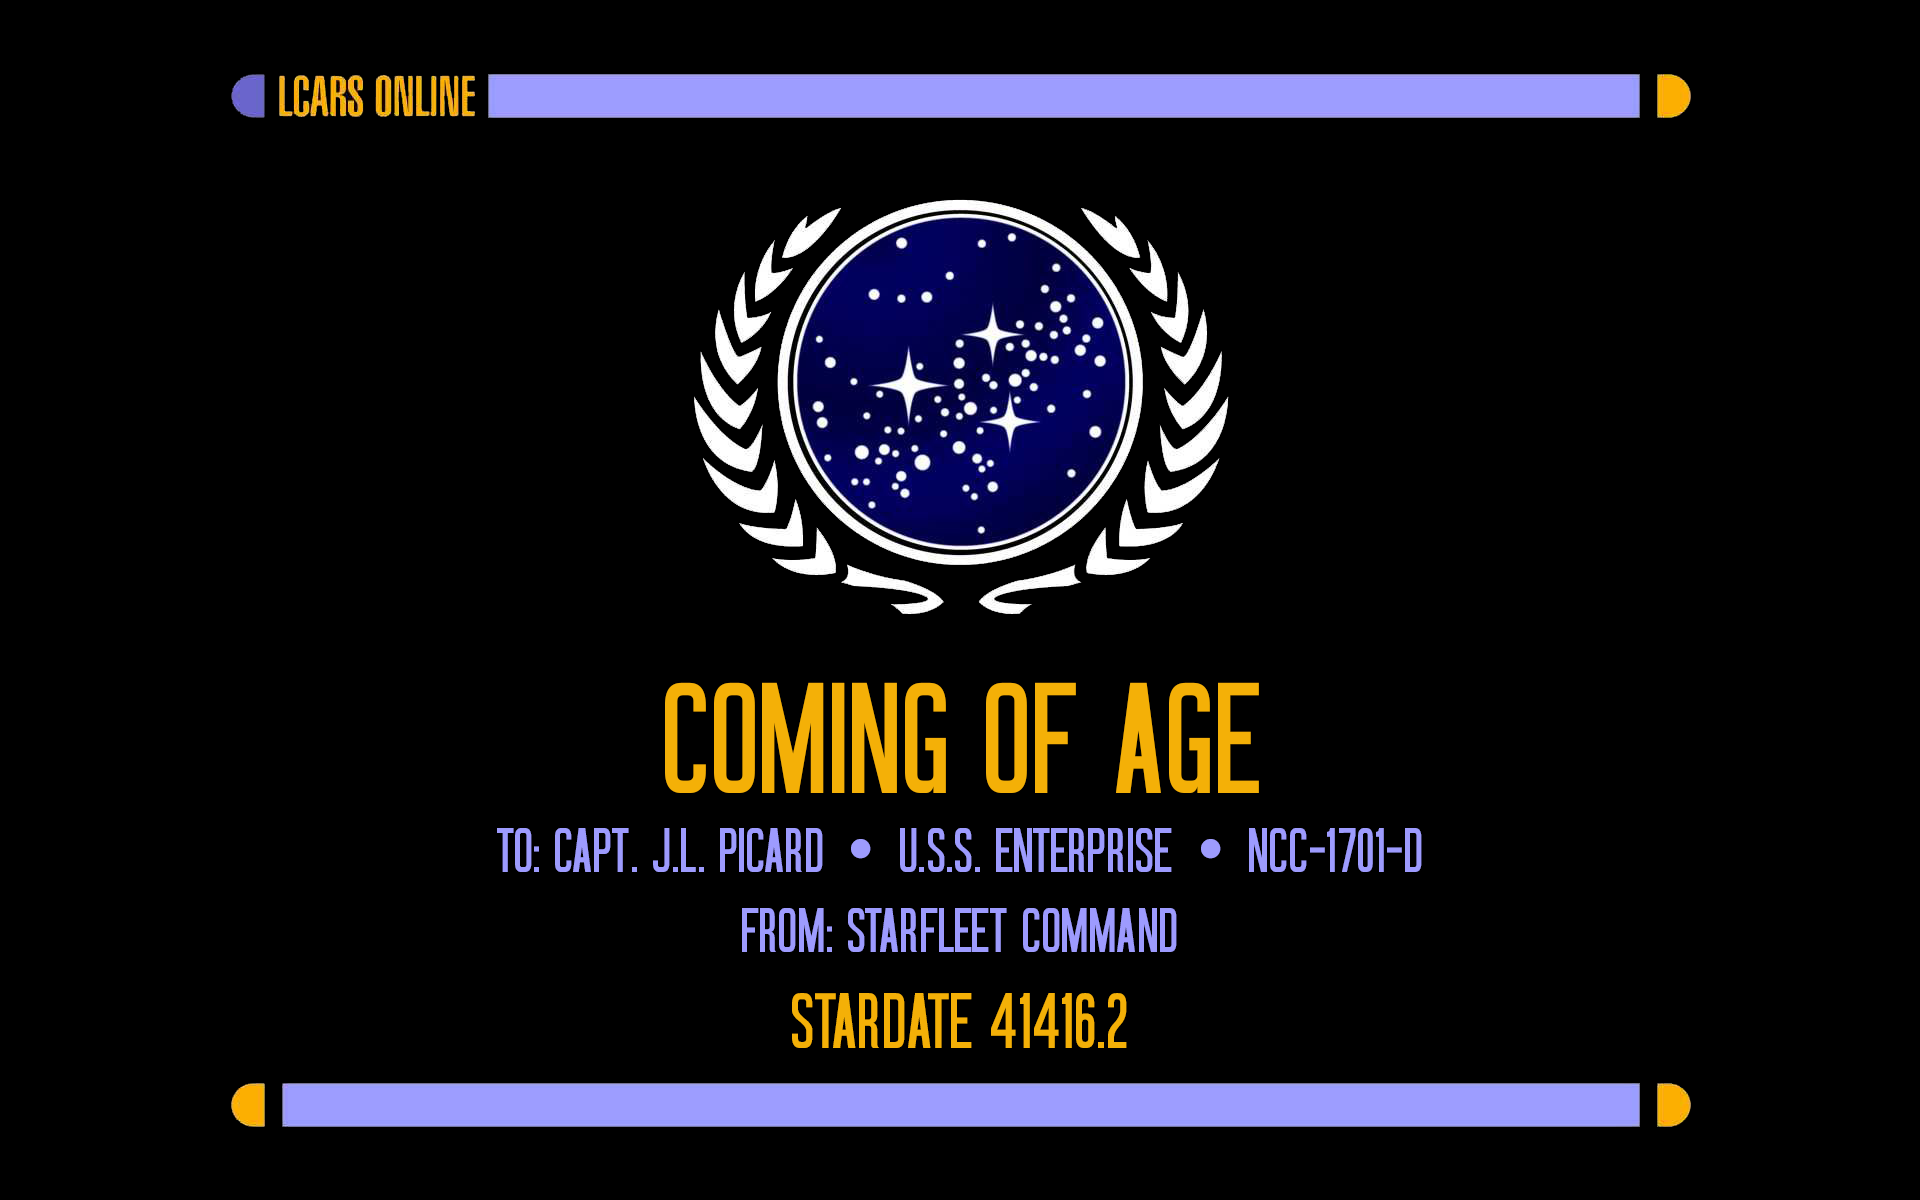 LCARS ONLINE
COMING OF AGE
TO: CAPT. J.L. PICARD • U.S.S. ENTERPRISE • NCC-1701-D
FROM: STARFLEET COMMAND
STARDATE 41416.2